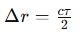 Δr = cτ/2